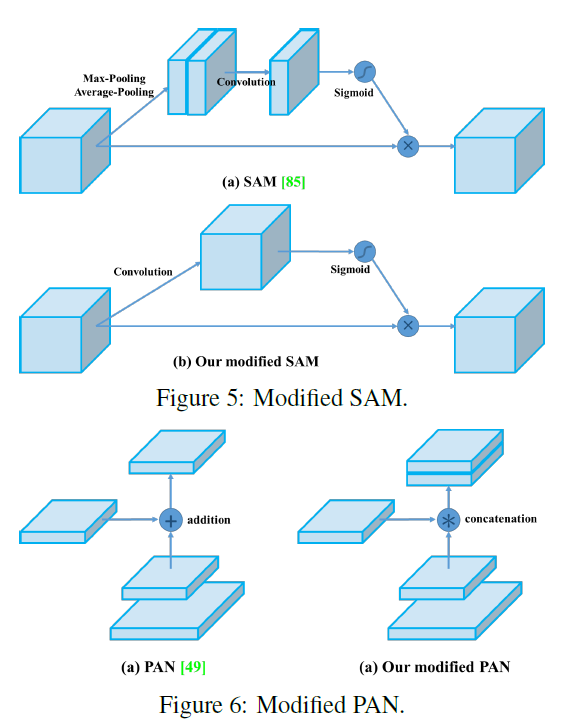 Max-Pooling
Average-Pooling
Convolution
Sigmoid
(a) SAM [85]
Convolution
Sigmoid
(b) Our modified SAM
Figure 5: Modified SAM.
addition
concatenation
(a) PAN [49]
(a) Our modified PAN
Figure 6: Modified PAN.